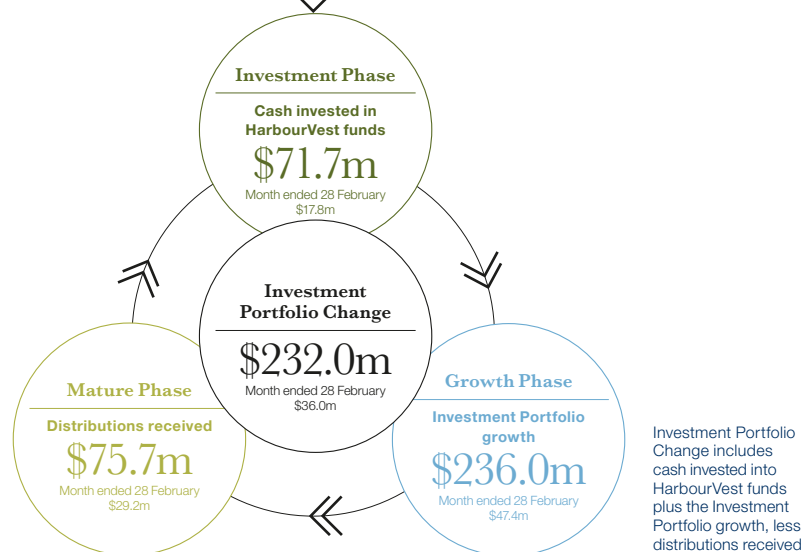 Investment Phase
Cash invested in
HarbourVest funds
$71.7m
Month ended 28 February
$17.8m
Investment
Portfolio Change
$232.0m
Month ended 28 February
$36.0m
Mature Phase
Distributions received
$75.7m
Month ended 28 February
$29.2m
Growth Phase
Investment Portfolio
growth
$236.0m
Month ended 28 February
$47.4m
Investment Portfolio
Change includes
cash invested into
HarbourVest funds
plus the Investment
Portfolio growth, less
distributions received